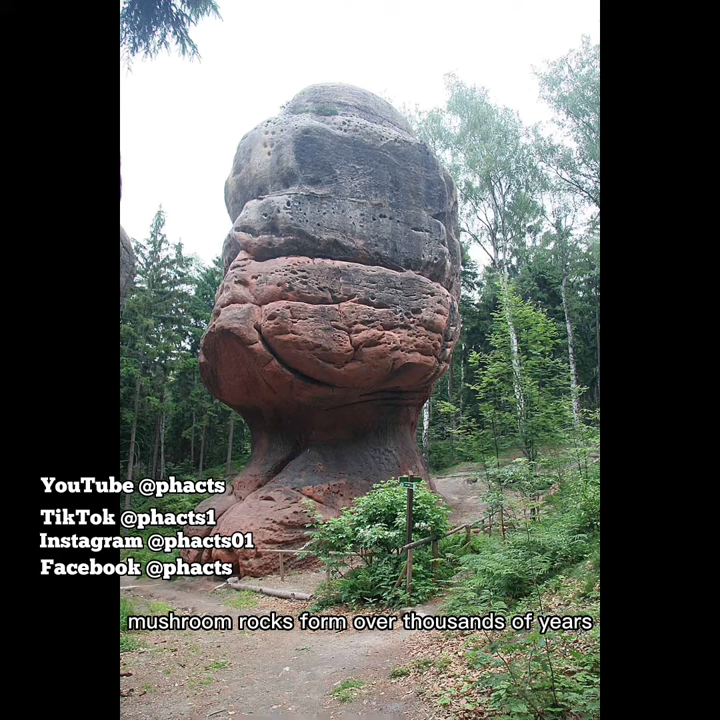 YouTube @phacts
TikTok @phacts1
Instagram @phacts01
Facebook @phacts
mushroom rocks form over thousands of years